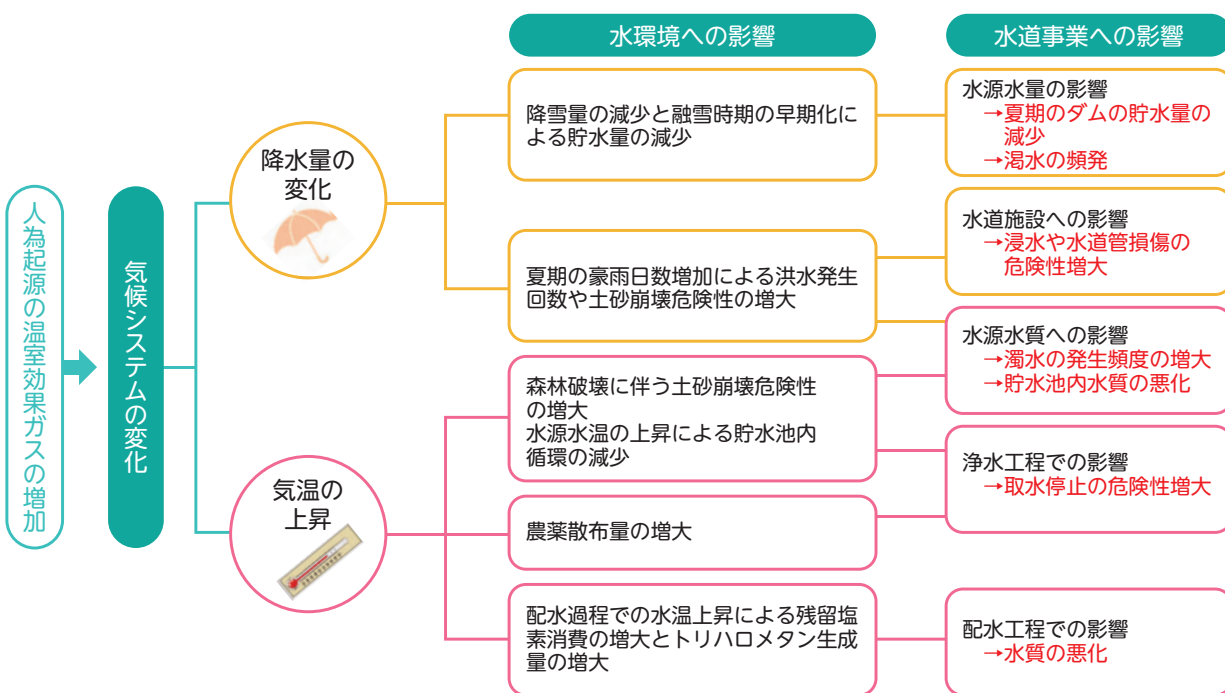 水環境への影響
水道事業への影響
人為起源の温室効果ガスの増加
気候システムの変化
降水量の
変化
降雪量の減少と融雪時期の早期化に
よる貯水量の減少
夏期の豪雨日数増加による洪水発生
回数や土砂崩壊危険性の増大
気温の
上昇
森林破壊に伴う土砂崩壊危険性
の増大
水源水温の上昇による貯水池内
循環の減少
農薬散布量の増大
配水過程での水温上昇による残留塩
素消費の増大とトリハロメタン生成
量の増大
水源水量の影響
→夏期のダムの貯水量の
減少
→渇水の頻発
水道施設への影響
→浸水や水道管損傷の
危険性増大
水源水質への影響
→濁水の発生頻度の増大
→貯水池内水質の悪化
浄水工程での影響
→取水停止の危険性増大
配水工程での影響
→水質の悪化